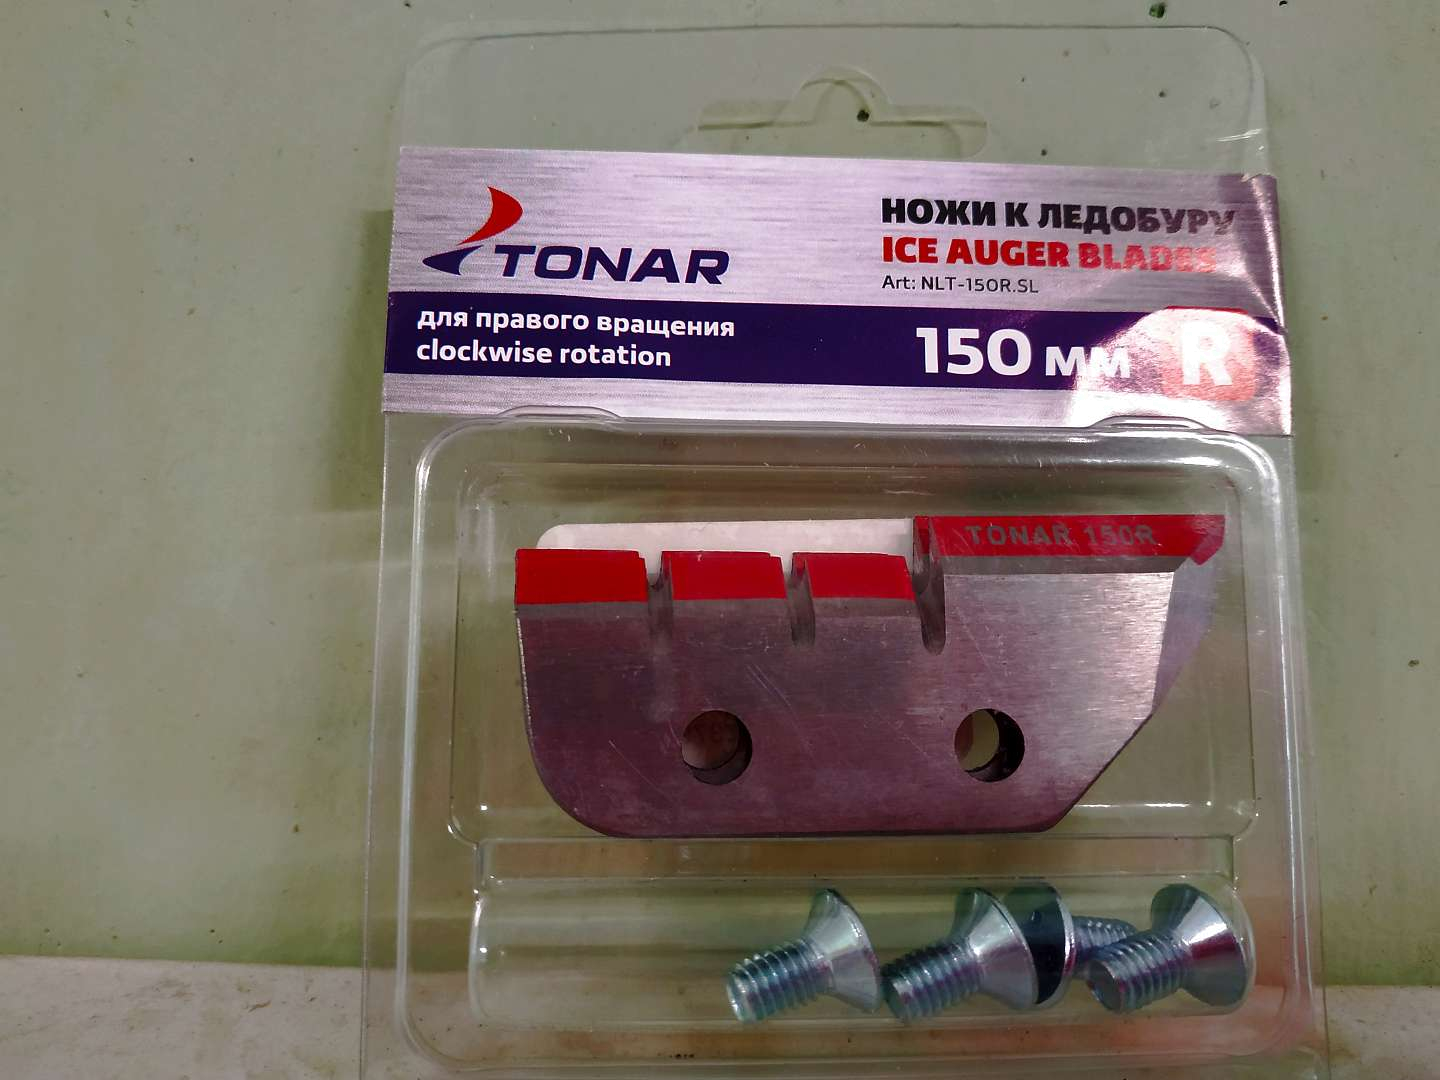 TONAR
НОЖИ К ЛЕДОБУРУ
ICE AUGER BLADES
Art: NLT-150R.SL
для правого вращения
clockwise rotation
150 мм R
TONAR 150R